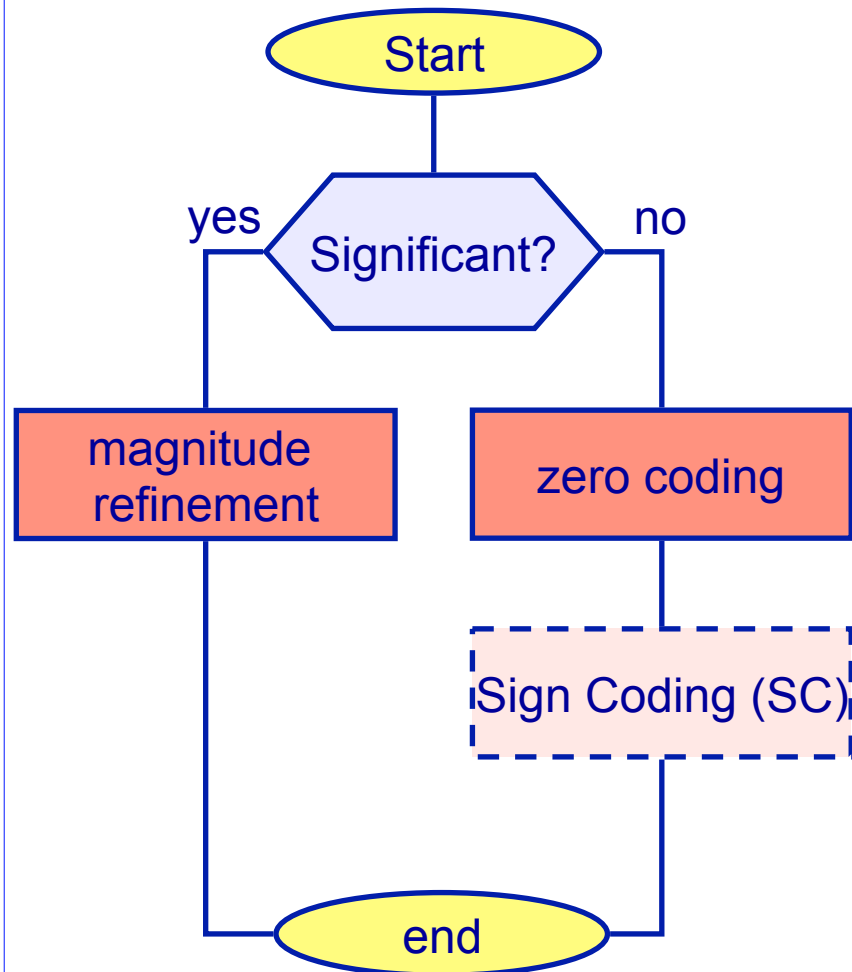 Start
yes
no
Significant?
magnitude
refinement
zero coding
Sign Coding (SC)
end